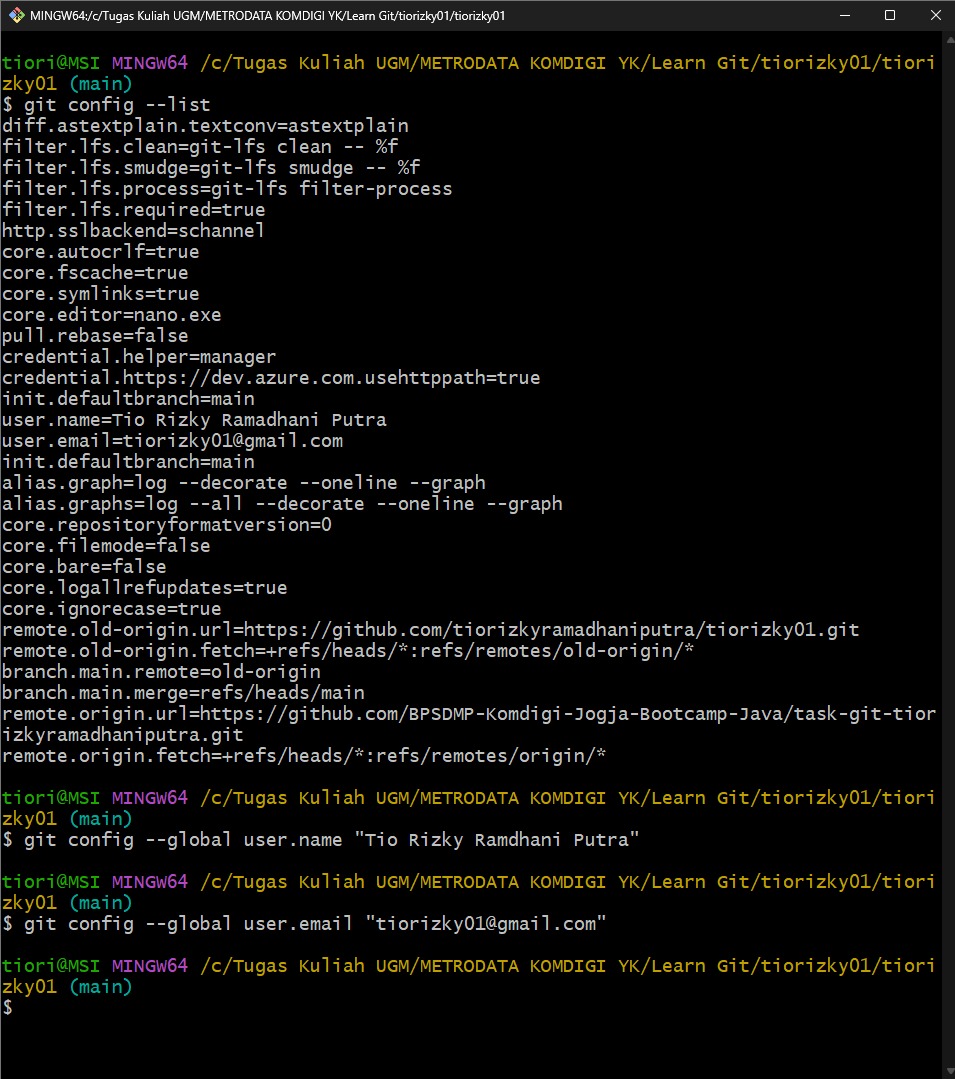 MINGW64:/c/Tugas Kuliah UGM/METRODATA KOMDIGI YK/Learn Git/tiorizky01/tiorizky01
tiori@MSI MINGW64 /c/Tugas Kuliah UGM/METRODATA KOMDIGI YK/Learn Git/tiorizky01/tiori
zky01 (main)
$ git config --list
diff.astextplain.textconv=astextplain
filter.lfs.clean=git-lfs clean -- %f
filter.lfs.smudge=git-lfs smudge -- %f
filter.lfs.process=git-lfs filter-process
filter.lfs.required=true
http.sslbackend=schannel
core.autocrlf=true
core.fscache=true
core.symlinks=true
core.editor=nano.exe
pull.rebase=false
credential.helper=manager
credential.https://dev.azure.com.usehttppath=true
init.defaultbranch=main
user.name=Tio Rizky Ramadhani Putra
user.email=tiorizky01@gmail.com
init.defaultbranch=main
alias.graph=log --decorate --oneline --graph
alias.graphs=log --all --decorate --oneline --graph
core.repositoryformatversion=0
core.filemode=false
core.bare=false
core.logallrefupdates=true
core.ignorecase=true
remote.old-origin.url=https://github.com/tiorizkyramadhaniputra/tiorizky01.git
remote.old-origin.fetch=+refs/heads/*:refs/remotes/old-origin/*
branch.main.remote=old-origin
branch.main.merge=refs/heads/main
remote.origin.url=https://github.com/BPSDMP-Komdigi-Jogja-Bootcamp-Java/task-git-tior
izkyramadhaniputra.git
remote.origin.fetch=+refs/heads/*:refs/remotes/origin/*
tiori@MSI MINGW64 /c/Tugas Kuliah UGM/METRODATA KOMDIGI YK/Learn Git/tiorizky01/tiori
zky01 (main)
$ git config --global user.name "Tio Rizky Ramdhani Putra"
tiori@MSI MINGW64 /c/Tugas Kuliah UGM/METRODATA KOMDIGI YK/Learn Git/tiorizky01/tiori
zky01 (main)
$ git config --global user.email "tiorizky01@gmail.com"
tiori@MSI MINGW64 /c/Tugas Kuliah UGM/METRODATA KOMDIGI YK/Learn Git/tiorizky01/tiori
zky01 (main)
$